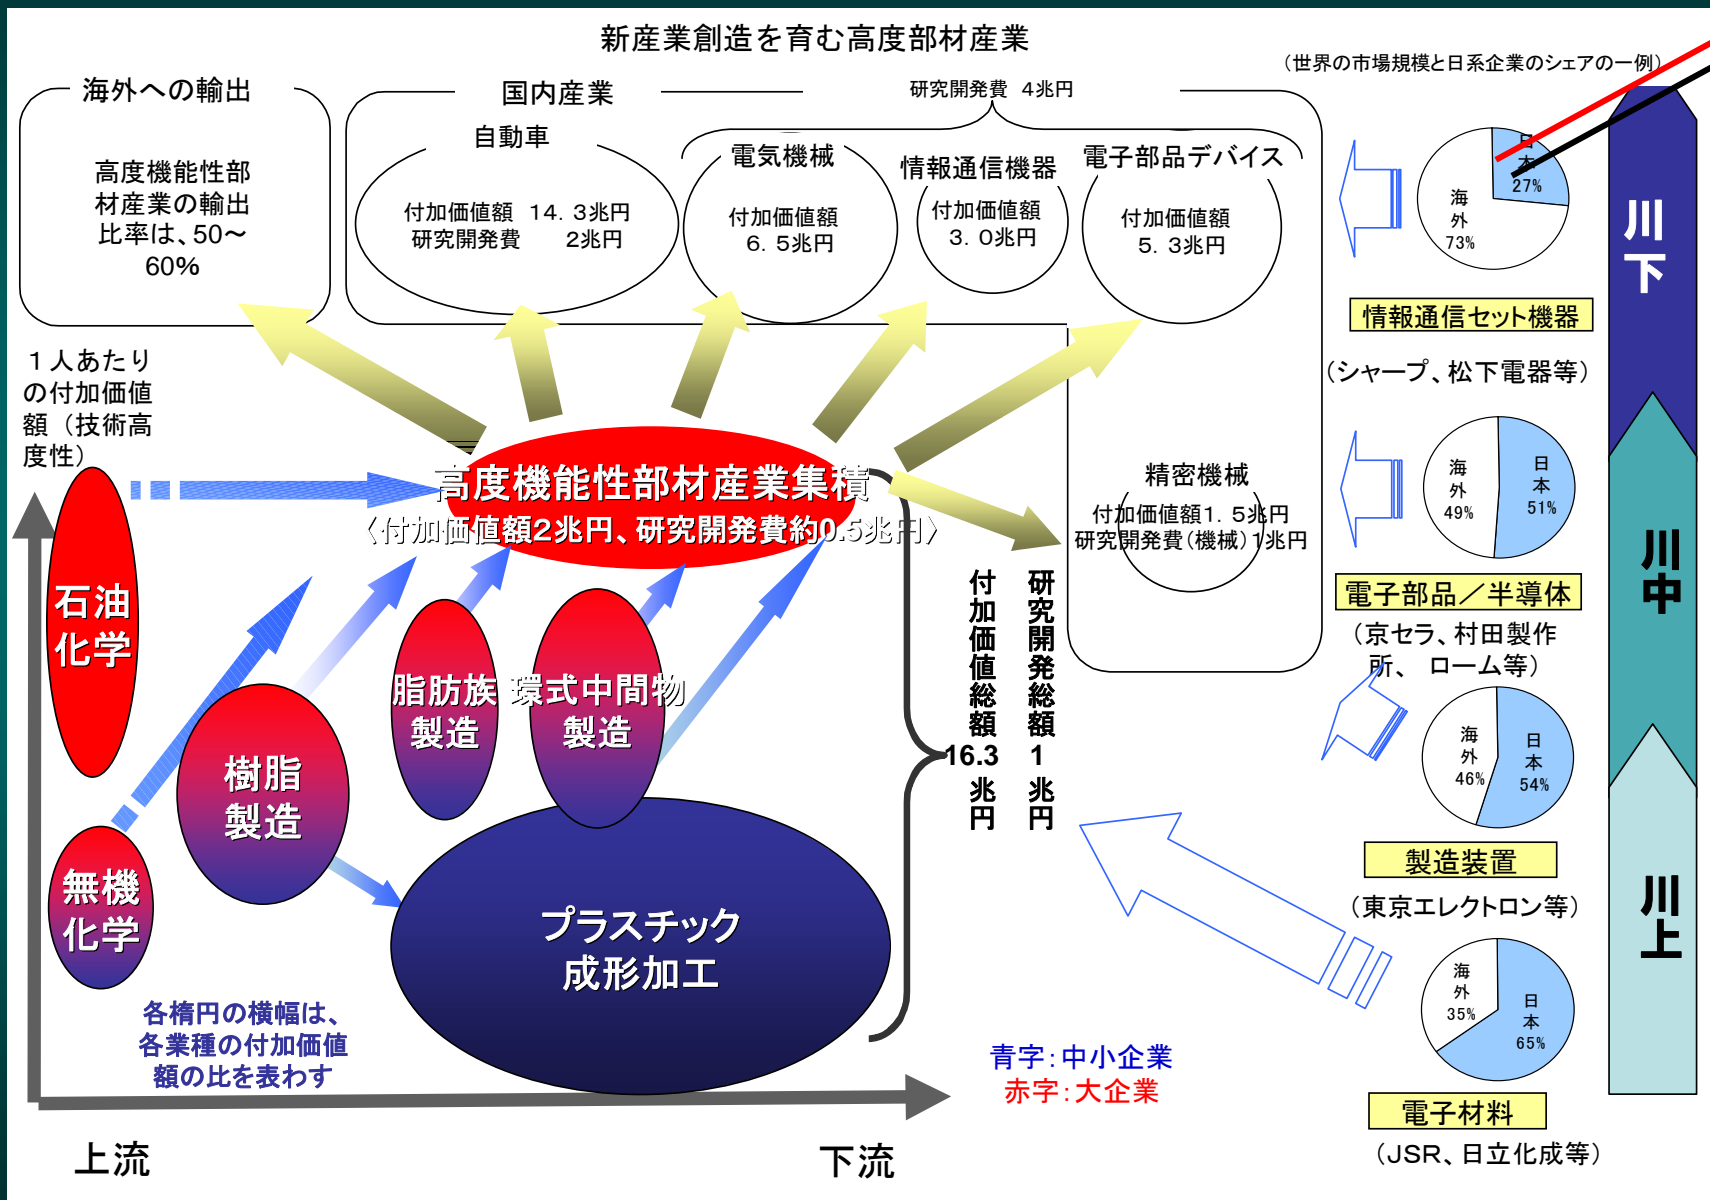 新産業創造を育む高度部材産業
（世界の市場規模と日系企業のシェアの一例）
海外への輸出
高度機能性部
材産業の輸出
比率は、50～
60%
国内産業
研究開発費 4兆円
自動車
付加価値額 14. 3兆円
研究開発費 2兆円
電気機械
付加価値額
6. 5兆円
情報通信機器
付加価値額
3. 0兆円
電子部品デバイス
付加価値額
5. 3兆円
精密機械
付加価値額1. 5兆円
研究開発費(機械)1兆円
1人あたり
の付加価値
額（技術高
度性）
高度機能性部材産業集積
〈付加価値額2兆円、研究開発費約0.5兆円〉
石油
化学
無機
化学
樹脂
製造
脂肪族
製造
環式中間物
製造
プラスチック
成形加工
付加価値総額16.3兆円
研究開発総額1兆円
各楕円の横幅は、
各業種の付加価値
額の比を表わす
青字：中小企業
赤字：大企業
上流
下流
日本
27%
海外
73%
情報通信セット機器
（シャープ、松下電器等）
海外
49%
日本
51%
電子部品／半導体
（京セラ、村田製作
所、 ローム等）
海外
46%
日本
54%
製造装置
（東京エレクトロン等）
海外
35%
日本
65%
電子材料
（JSR、日立化成等）
川下
川中
川上